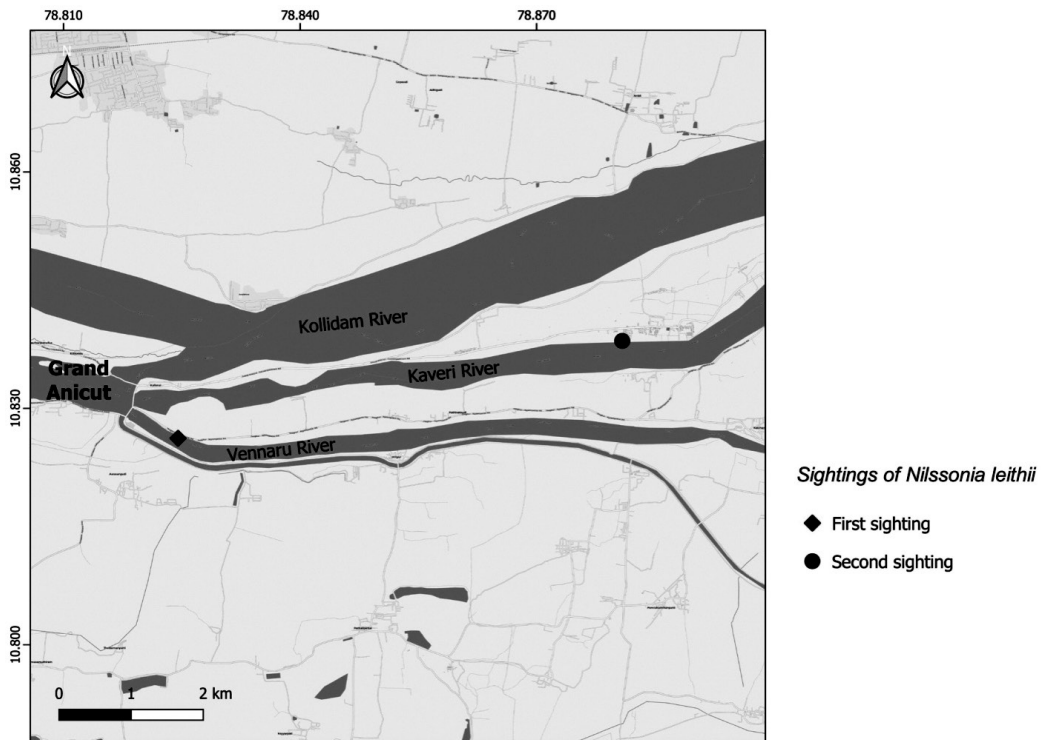 78.810 78.840 78.870
N
10.860
Kollidam River
Grand
Anicut
Kaveri River
10.830
Vennaru River
Sightings of Nilssonia leithii
First sighting
Second sighting
10.800
0 1 2 km